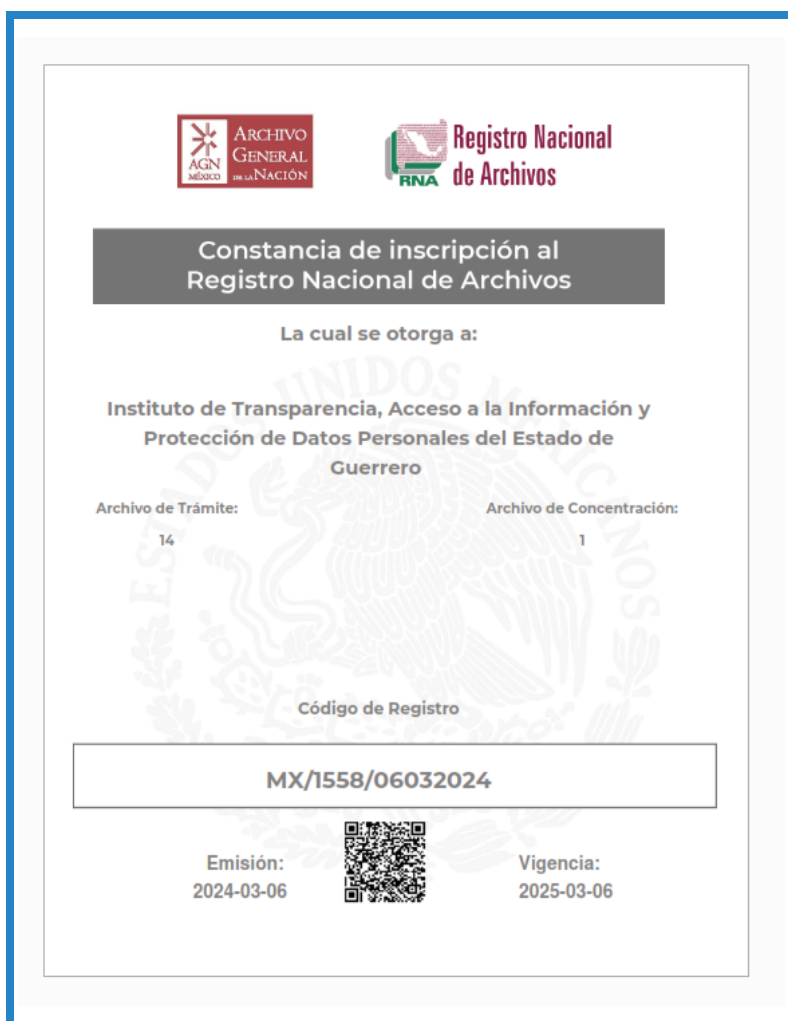 AGN
MÉXICO
ARCHIVO
GENERAL
DE LA NACIÓN
RNA
Registro Nacional
de Archivos
Constancia de inscripción al
Registro Nacional de Archivos
La cual se otorga a:
ESTADOS UNIDOS MEXICANOS
Instituto de Transparencia, Acceso a la Información y
Protección de Datos Personales del Estado de
Guerrero
Archivo de Trámite:
Archivo de Concentración:
14
1
Código de Registro
MX/1558/06032024
Emisión:
2024-03-06
Vigencia:
2025-03-06